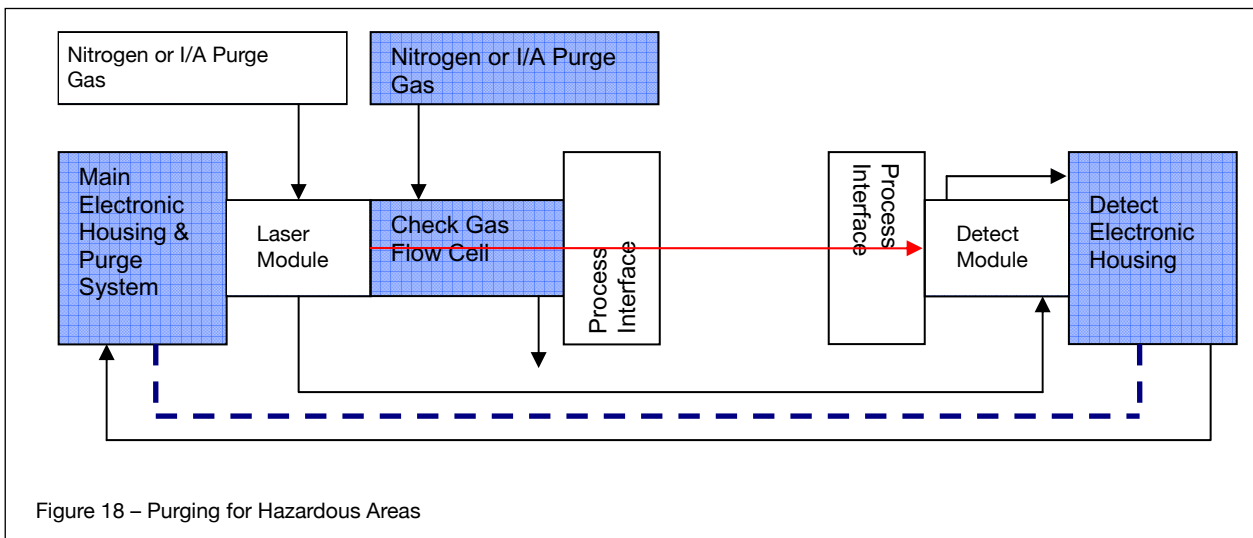 Nitrogen or I/A Purge
Gas
Nitrogen or I/A Purge
Gas
Main
Electronic
Housing &
Purge
System
Laser
Module
Check Gas
Flow Cell
Process
Interface
Process
Interface
Detect
Module
Detect
Electronic
Housing
Figure 18 – Purging for Hazardous Areas